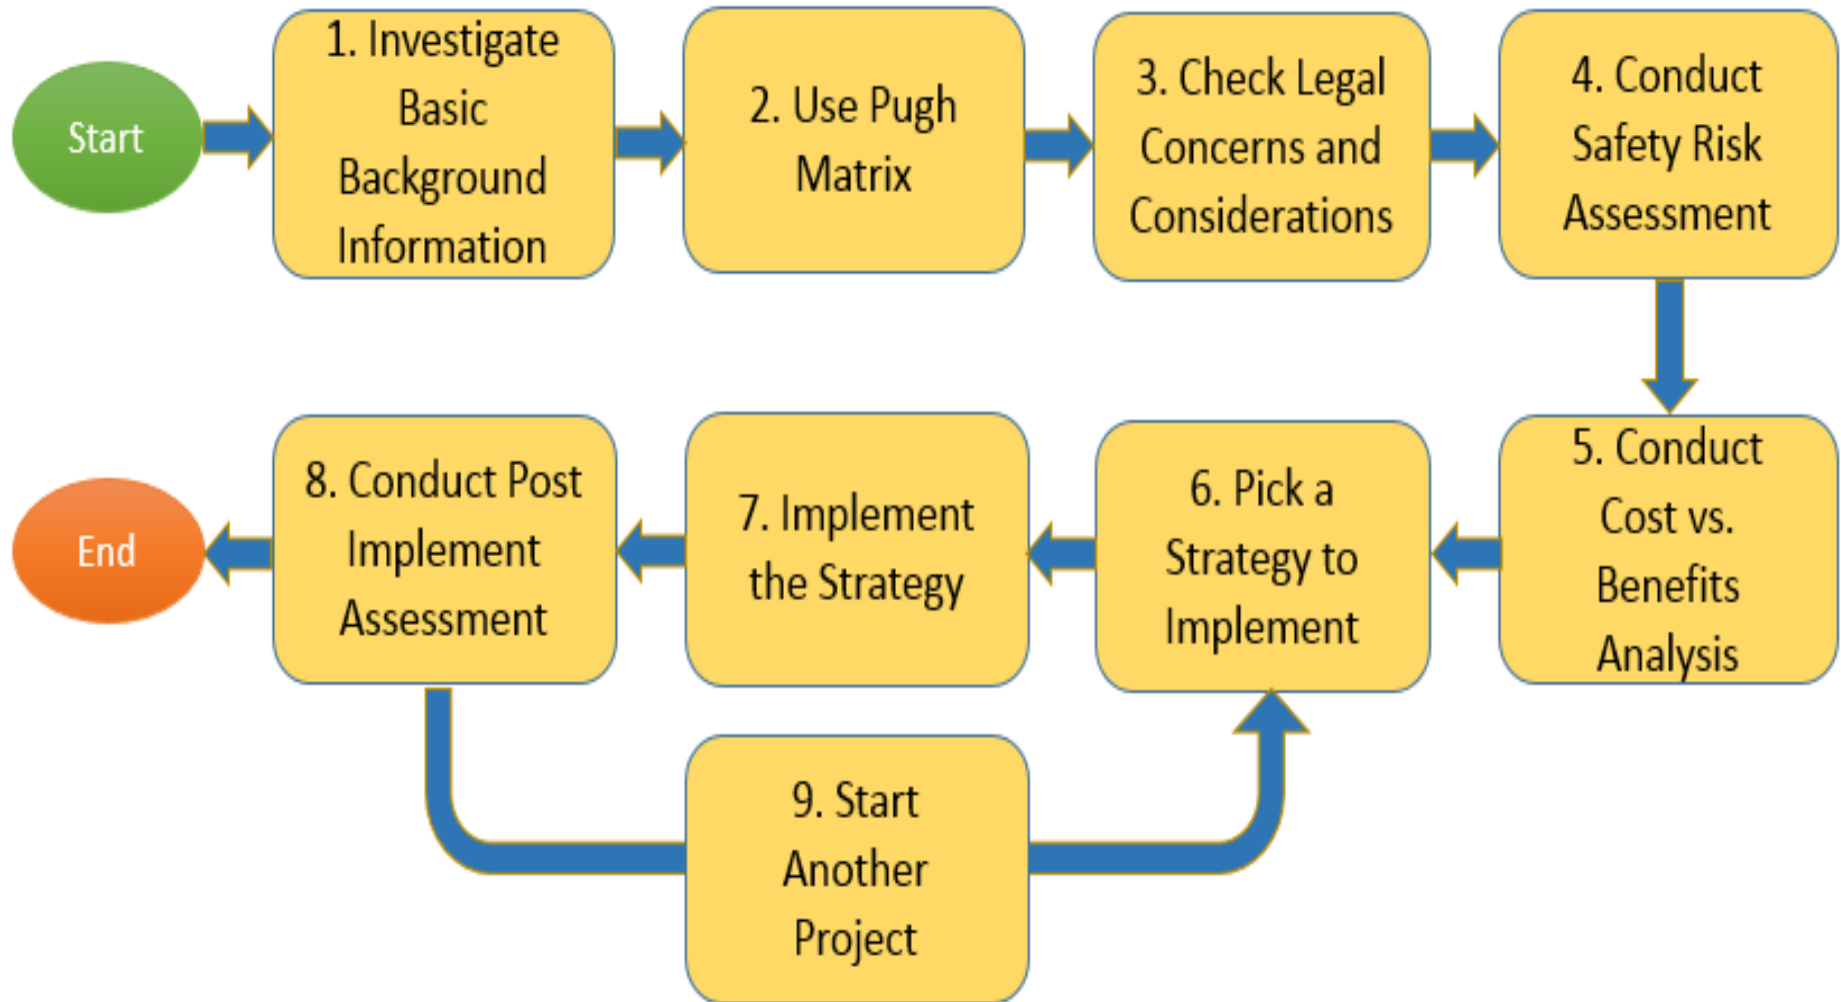 Start
1. Investigate
Basic
Background
Information
2. Use Pugh
Matrix
3. Check Legal
Concerns and
Considerations
4. Conduct
Safety Risk
Assessment
5. Conduct
Cost vs.
Benefits
Analysis
6. Pick a
Strategy to
Implement
7. Implement
the Strategy
8. Conduct Post
Implement
Assessment
End
9. Start
Another
Project